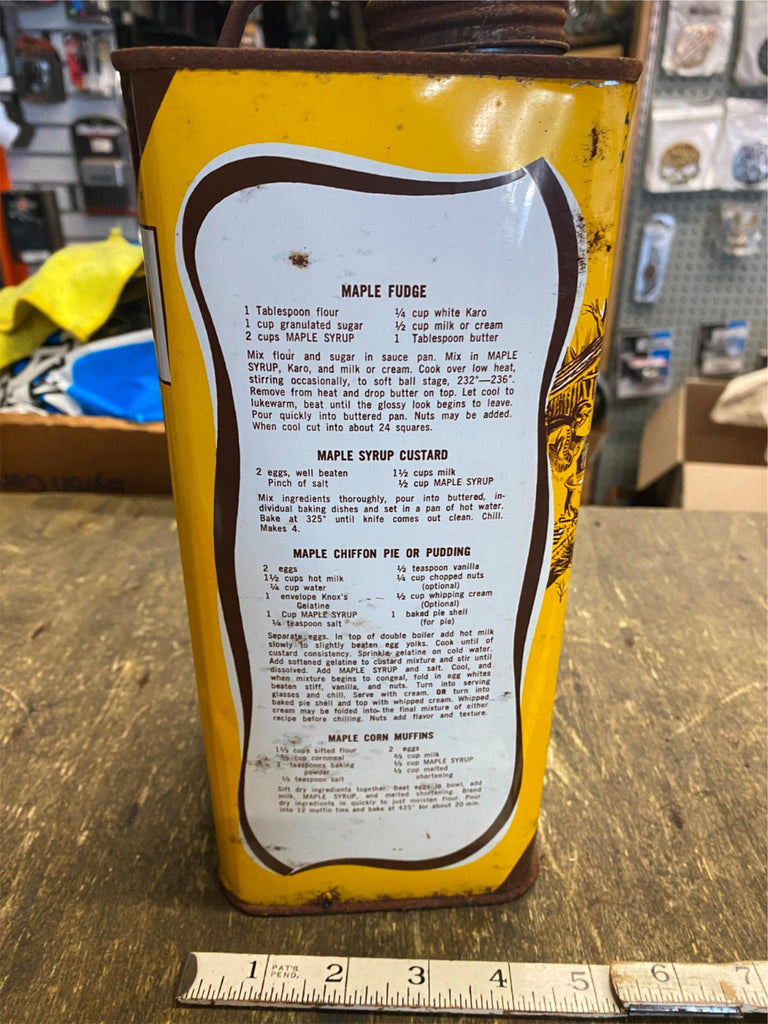 MAPLE FUDGE
1 Tablespoon flour
1 cup granulated sugar
2 cups MAPLE SYRUP
¼ cup white Karo
½ cup milk or cream
1 Tablespoon butter
Mix flour and sugar in sauce pan. Mix in MAPLE
SYRUP, Karo, and milk or cream. Cook over low heat,
stirring occasionally, to soft ball stage, 232°—236°.
Remove from heat and drop butter on top. Let cool to
lukewarm, beat until the glossy look begins to leave.
Pour quickly into buttered pan. Nuts may be added.
When cool cut into about 24 squares.
MAPLE SYRUP CUSTARD
2 eggs, well beaten
Pinch of salt
1½ cups milk
½ cup MAPLE SYRUP
Mix ingredients thoroughly, pour into buttered, in-
dividual baking dishes and set in a pan of hot water.
Bake at 325° until knife comes out clean. Chill.
Makes 4.
MAPLE CHIFFON PIE OR PUDDING
2 eggs
1½ cups hot milk
¼ cup water
1 envelope Knox's
Gelatine
1 Cup MAPLE SYRUP
¼ teaspoon salt
½ teaspoon vanilla
¼ cup chopped nuts
(optional)
½ cup whipping cream
(Optional)
1 baked pie shell
(for pie)
Separate eggs. In top of double boiler add hot milk
slowly to slightly beaten egg yolks. Cook until of
custard consistency. Sprinkle gelatine on cold water.
Add softened gelatine to custard mixture and stir until
dissolved. Add MAPLE SYRUP and salt. Cool, and
when mixture begins to congeal, fold in egg whites
beaten stiff, vanilla, and nuts. Turn into serving
glasses and chill. Serve with cream. OR turn into
baked pie shell and top with whipped cream. Whipped
cream may be folded into the final mixture of either
recipe before chilling. Nuts add flavor and texture.
MAPLE CORN MUFFINS
1½ cups sifted flour
cup cornmeal
teaspoons baking
powder
½ teaspoon salt
2 eggs
cup milk
cup MAPLE SYRUP
cup melted
shortening
Sift dry ingredients together. Beat eggs in bowl, add
milk, MAPLE SYRUP, and melted shortening. Blend
dry ingredients in quickly to just moisten flour. Pour
into 12 muffin tins and bake at 425° for about 20 min.
1 PAT'S PEND. 2 3 4 5 6 7